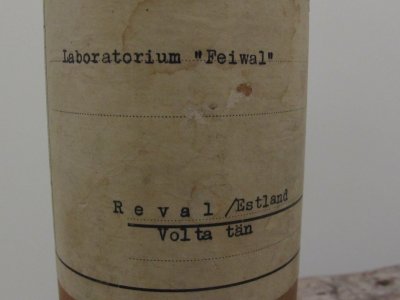 Laboratorium "Feiwal"
Reval/Estland
Volta tän